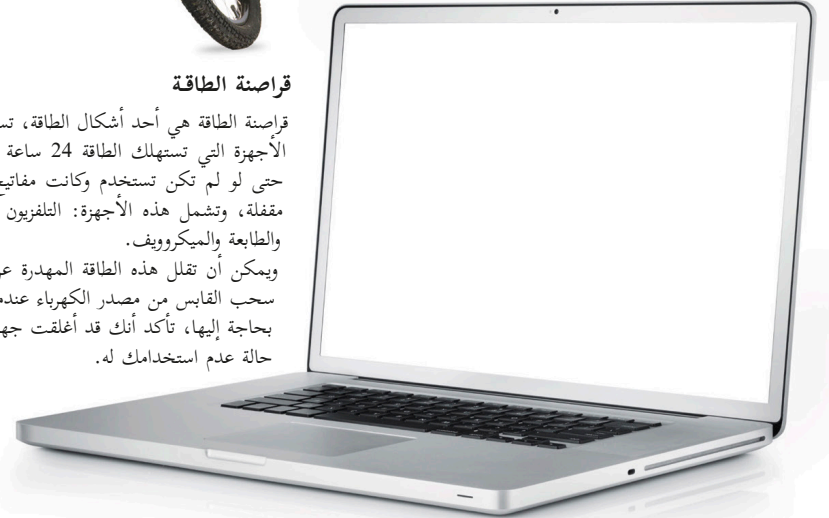 قراصنة الطاقة
قراصنة الطاقة هي أحد أشكال الطاقة،
الأجهزة التي تستهلك الطاقة 24 ساعة
حتى لو لم تكن تستخدم وكانت مفاتيح
مقفلة، وتشمل هذه الأجهزة: التلفزيون
والطابعة والميكروويف.
ويمكن أن تقلل هذه الطاقة المهدرة
سحب القابس من مصدر الكهرباء
بحاجة إليها، تأكد أنك قد أغلقت
حالة عدم استخدامك له.